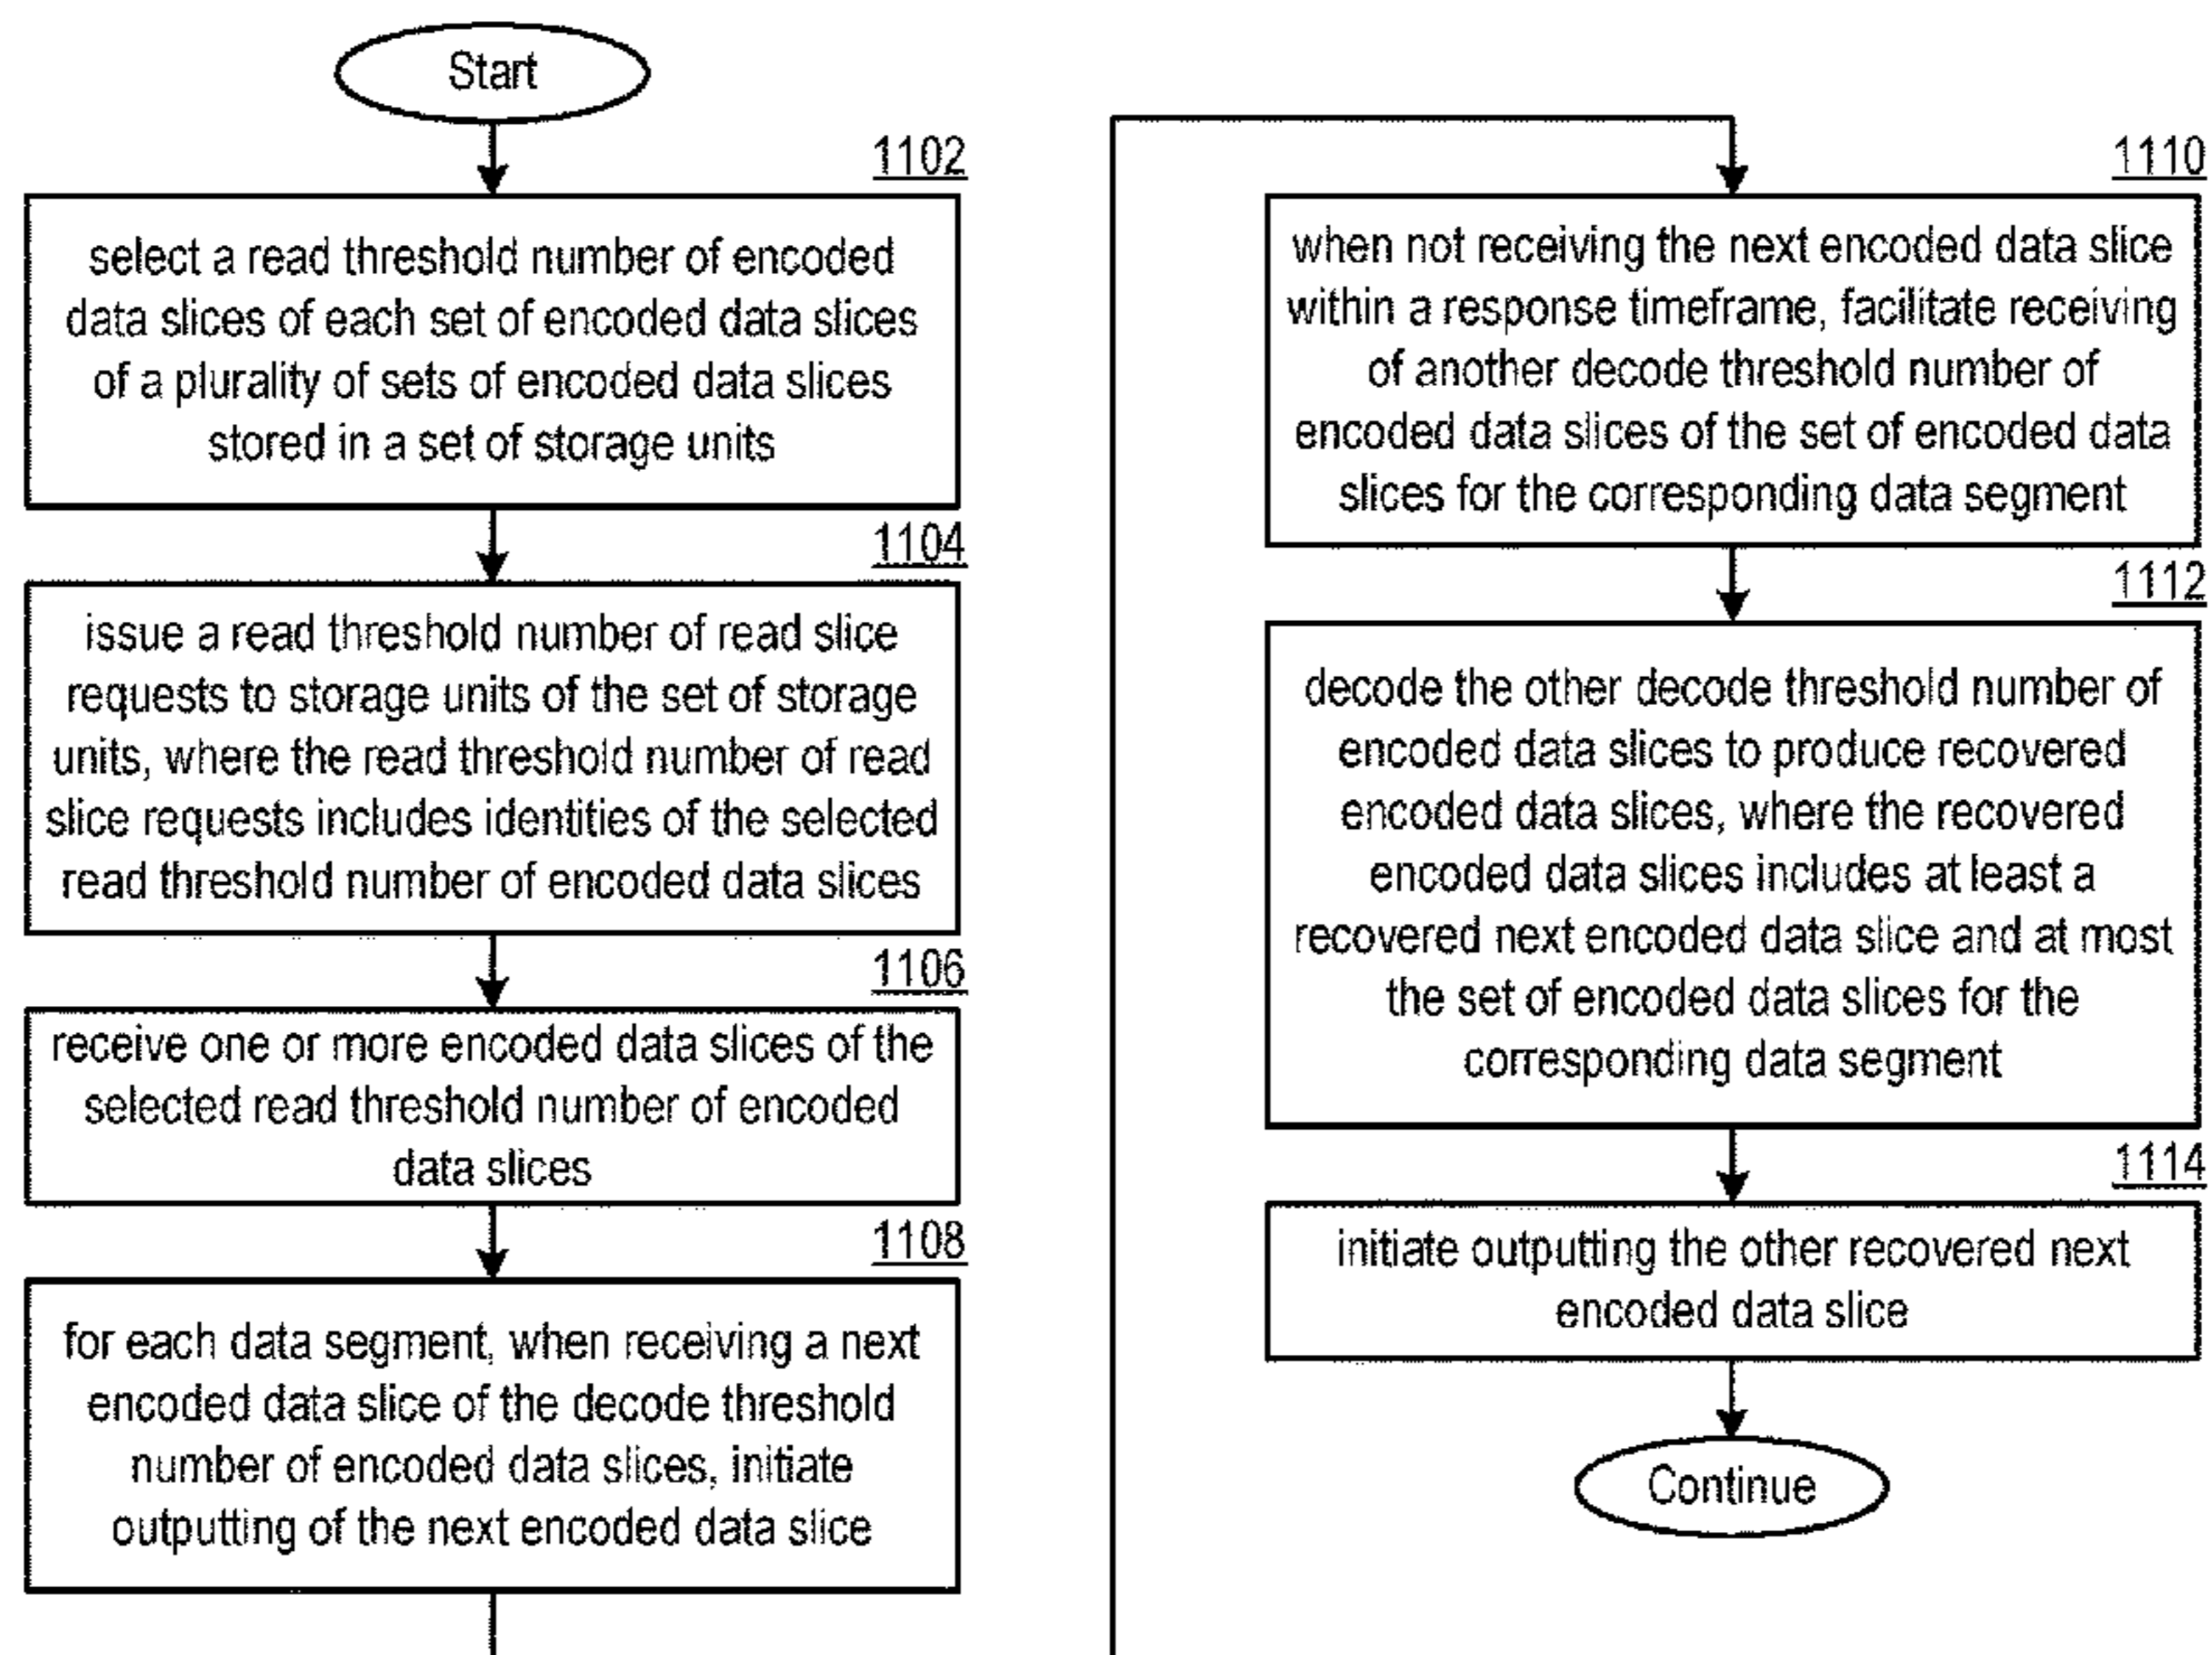 Start
1102
select a read threshold number of encoded
data slices of each set of encoded data slices
of a plurality of sets of encoded data slices
stored in a set of storage units
1104
issue a read threshold number of read slice
requests to storage units of the set of storage
units, where the read threshold number of read
slice requests includes identities of the selected
read threshold number of encoded data slices
1106
receive one or more encoded data slices of the
selected read threshold number of encoded
data slices
1108
for each data segment, when receiving a next
encoded data slice of the decode threshold
number of encoded data slices, initiate
outputting of the next encoded data slice
1110
when not receiving the next encoded data slice
within a response timeframe, facilitate receiving
of another decode threshold number of
encoded data slices of the set of encoded data
slices for the corresponding data segment
1112
decode the other decode threshold number of
encoded data slices to produce recovered
encoded data slices, where the recovered
encoded data slices includes at least a
recovered next encoded data slice and at most
the set of encoded data slices for the
corresponding data segment
1114
initiate outputting the other recovered next
encoded data slice
Continue